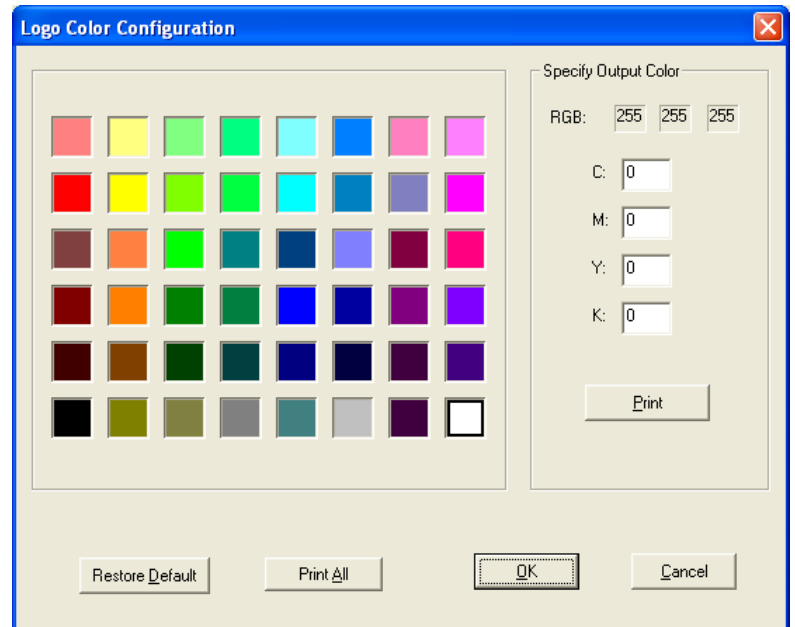 Logo Color Configuration
Specify Output Color
RGB: 255 255 255
C: 0
M: 0
Y: 0
K: 0
Print
Restore Default Print All OK Cancel